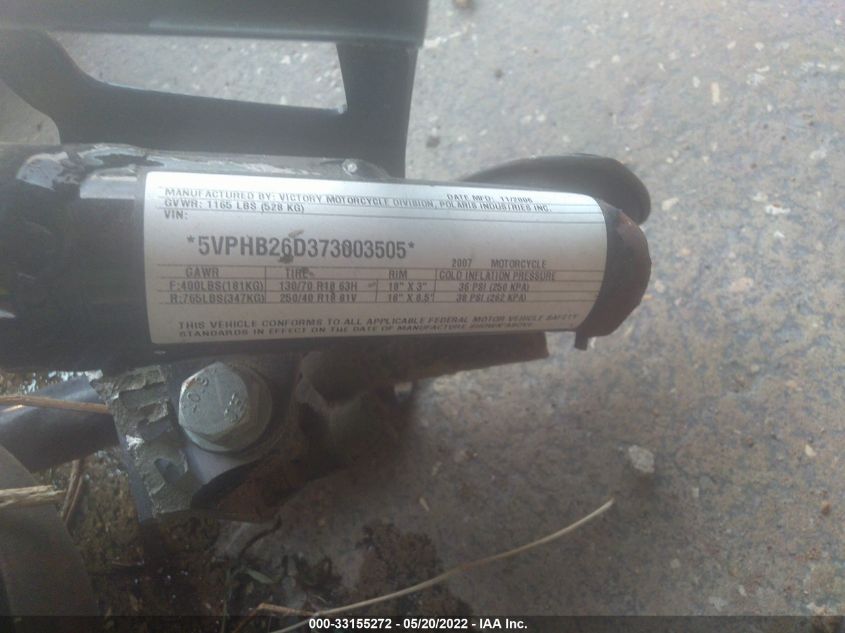 MANUFACTURED BY: VICTORY MOTORCYCLE DIVISION, POLARIS INDUSTRIES INC.
DATE MFD: 11/2006
GVWR: 1165 LBS (528 KG)
VIN:
*5VPHB26D373003505*
2007 MOTORCYCLE
GAWR TIRE RIM COLD INFLATION PRESSURE
F:400LBS(181KG) 130/70 R18 63H 18" X 3" 36 PSI (250 KPA)
R:765LBS(347KG) 250/40 R18 81V 18" X 8.5" 38 PSI (262 KPA)
THIS VEHICLE CONFORMS TO ALL APPLICABLE FEDERAL MOTOR VEHICLE SAFETY
STANDARDS IN EFFECT ON THE DATE OF MANUFACTURE SHOWN ABOVE
000-33155272 - 05/20/2022 - IAA Inc.